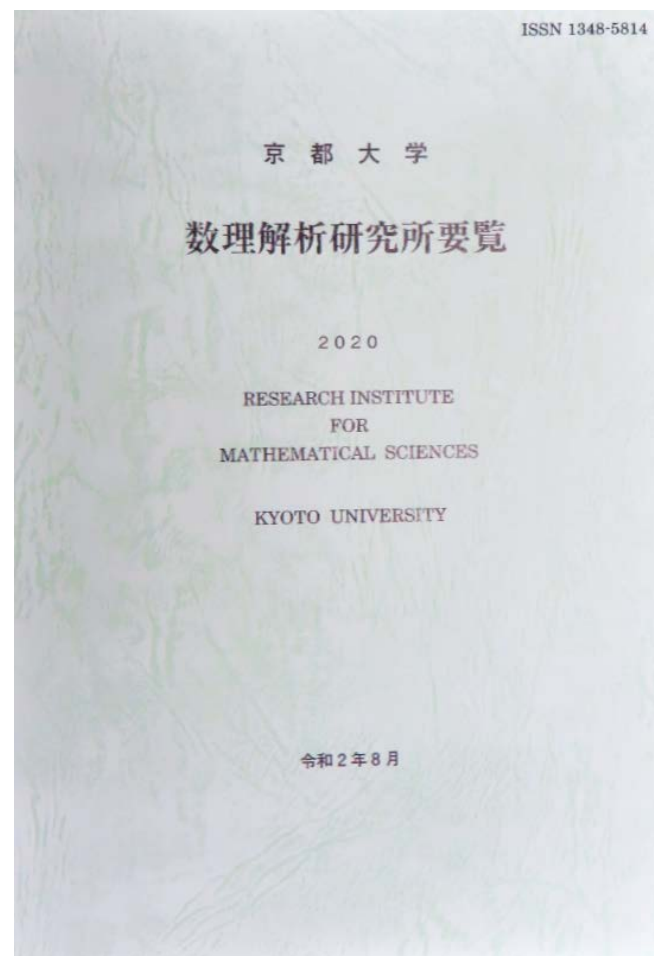 ISSN 1348-5814
京都大学
数理解析研究所要覧
2020
RESEARCH INSTITUTE
FOR
MATHEMATICAL SCIENCES
KYOTO UNIVERSITY
令和2年8月